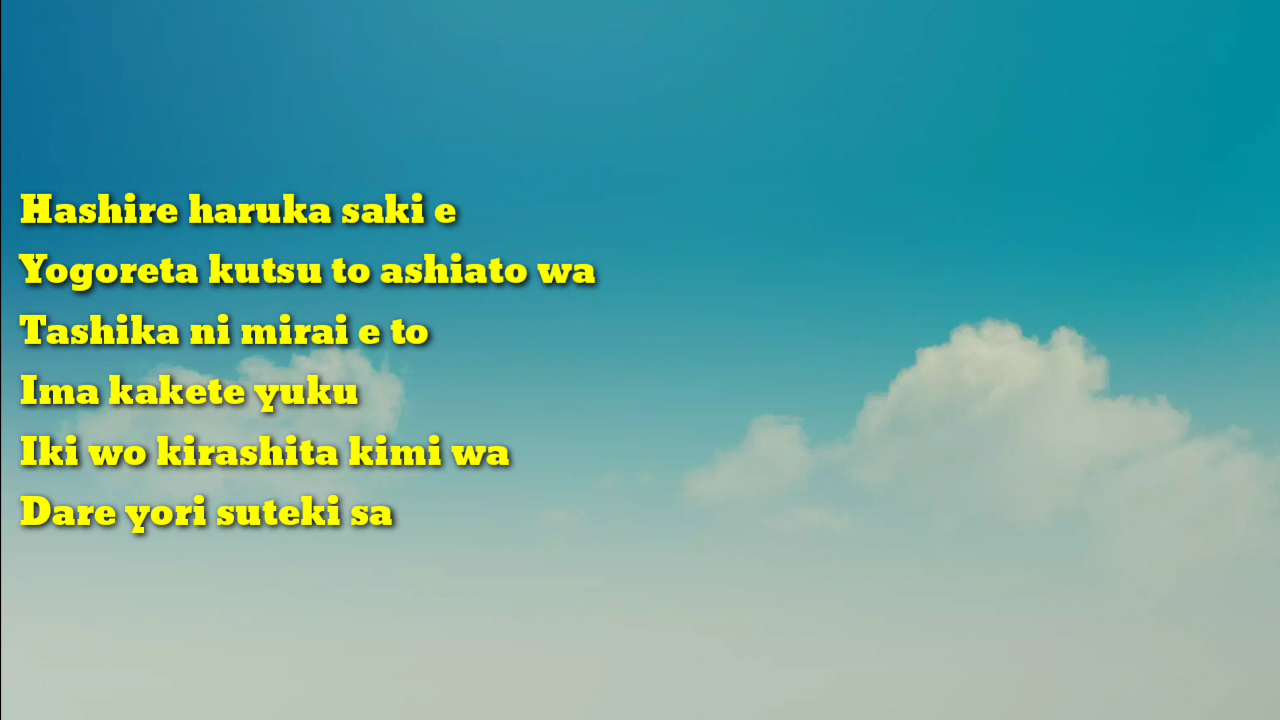 Hashire haruka saki e
Yogoreta kutsu to ashiato wa
Tashika ni mirai e to
Ima kakete yuku
Iki wo kirashita kimi wa
Dare yori suteki sa